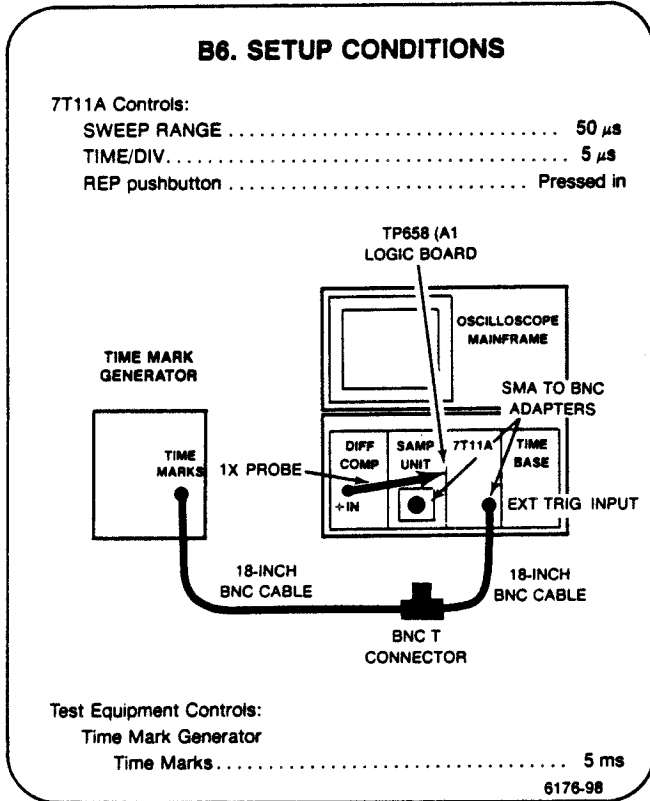 B6. SETUP CONDITIONS
7T11A Controls:
SWEEP RANGE . . . . . . . . . . . . . . . . . . . . . . . . . . . . . . . . . 50 µs
TIME/DIV. . . . . . . . . . . . . . . . . . . . . . . . . . . . . . . . . . . . . . . 5 µs
REP pushbutton . . . . . . . . . . . . . . . . . . . . . . . . . . . . . Pressed in
TP658 (A1
LOGIC BOARD
OSCILLOSCOPE
MAINFRAME
TIME MARK
GENERATOR
SMA TO BNC
ADAPTERS
DIFF
COMP
SAMP
UNIT
7T11A
TIME
BASE
TIME
MARKS
1X PROBE
+IN
EXT TRIG INPUT
18-INCH
BNC CABLE
18-INCH
BNC CABLE
BNC T
CONNECTOR
Test Equipment Controls:
Time Mark Generator
Time Marks . . . . . . . . . . . . . . . . . . . . . . . . . . . . . . . . . . . 5 ms
6176-98